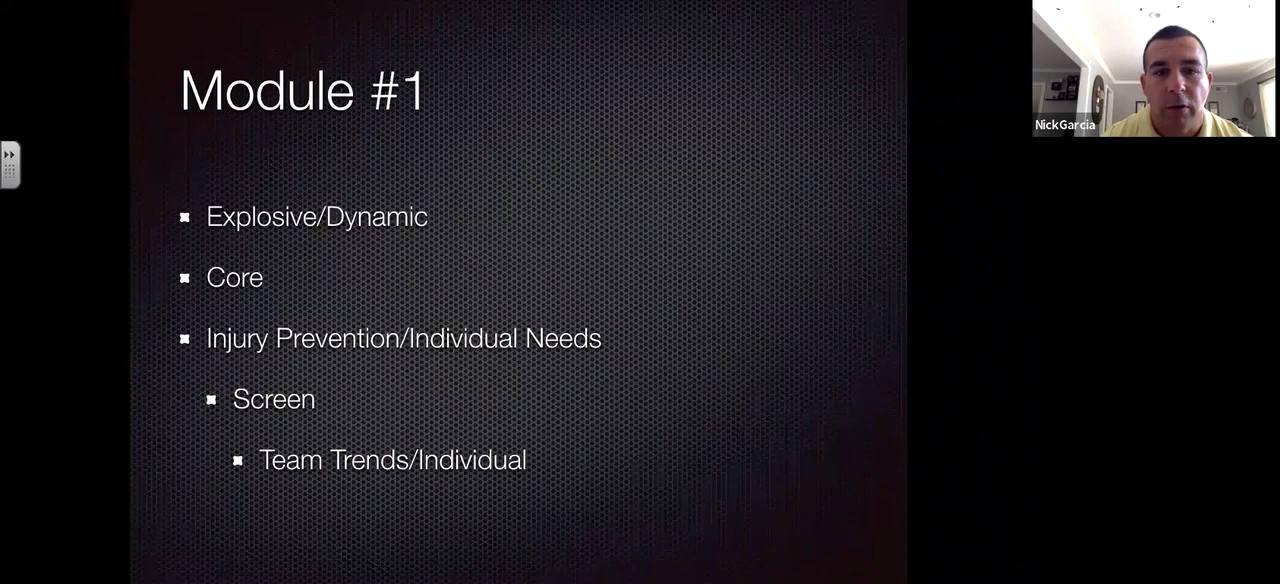 Module #1
Explosive/Dynamic
Core
Injury Prevention/Individual Needs
Screen
Team Trends/Individual
NickGarcia